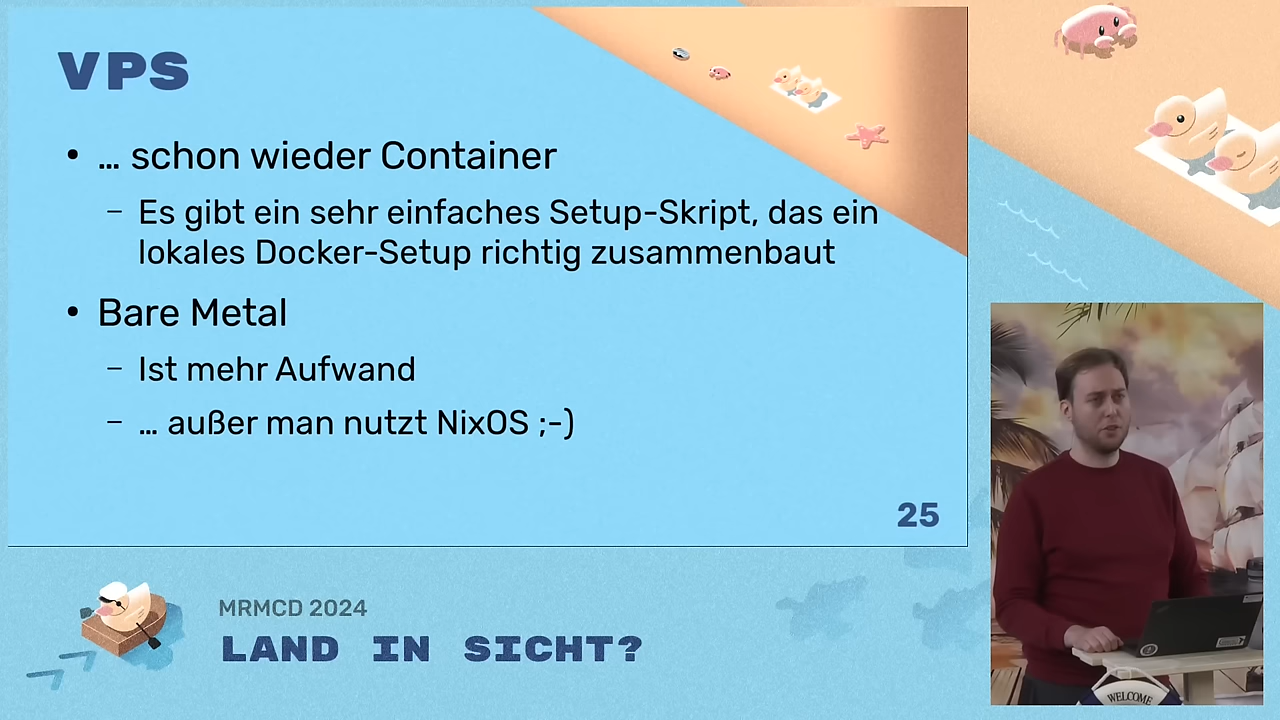 VPS
• … schon wieder Container
– Es gibt ein sehr einfaches Setup-Skript, das ein
lokales Docker-Setup richtig zusammenbaut
• Bare Metal
– Ist mehr Aufwand
– … außer man nutzt NixOS ;-)
25
MRMCD 2024
LAND IN SICHT?
WELCOME